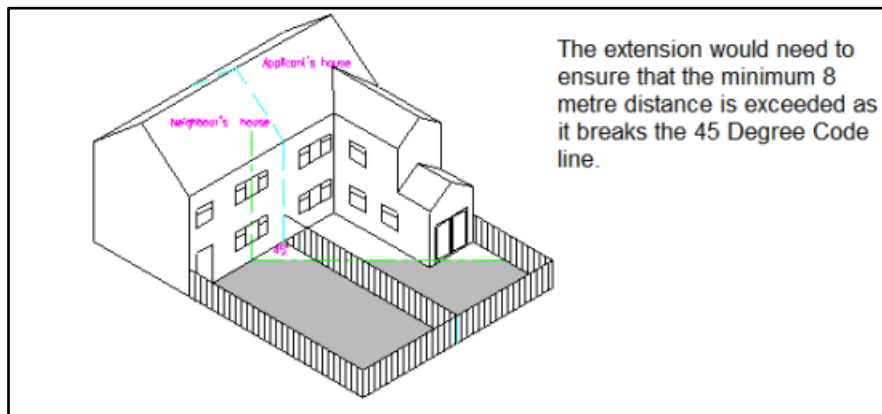 The extension would need to
ensure that the minimum 8
metre distance is exceeded as
it breaks the 45 Degree Code
line.
Applicant's house
Neighbour's house
45